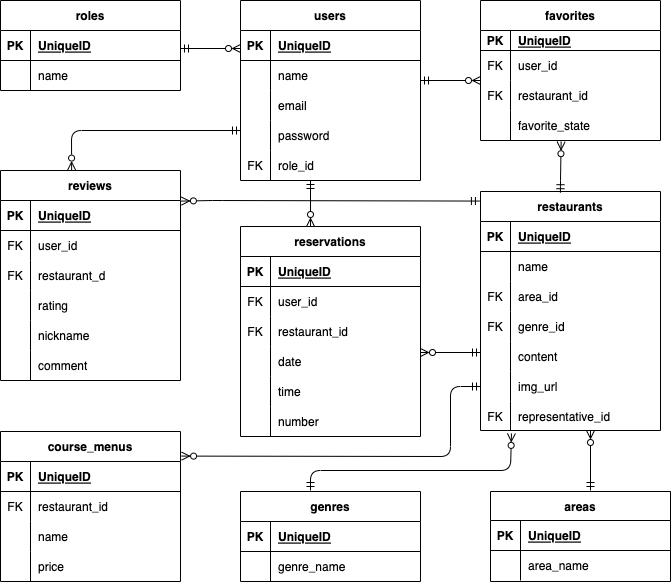 roles
PK UniqueID
name
users
PK UniqueID
name
email
password
FK role_id
favorites
PK UniqueID
FK user_id
FK restaurant_id
favorite_state
reviews
PK UniqueID
FK user_id
FK restaurant_d
rating
nickname
comment
reservations
PK UniqueID
FK user_id
FK restaurant_id
date
time
number
restaurants
PK UniqueID
name
FK area_id
FK genre_id
content
img_url
FK representative_id
course_menus
PK UniqueID
FK restaurant_id
name
price
genres
PK UniqueID
genre_name
areas
PK UniqueID
area_name